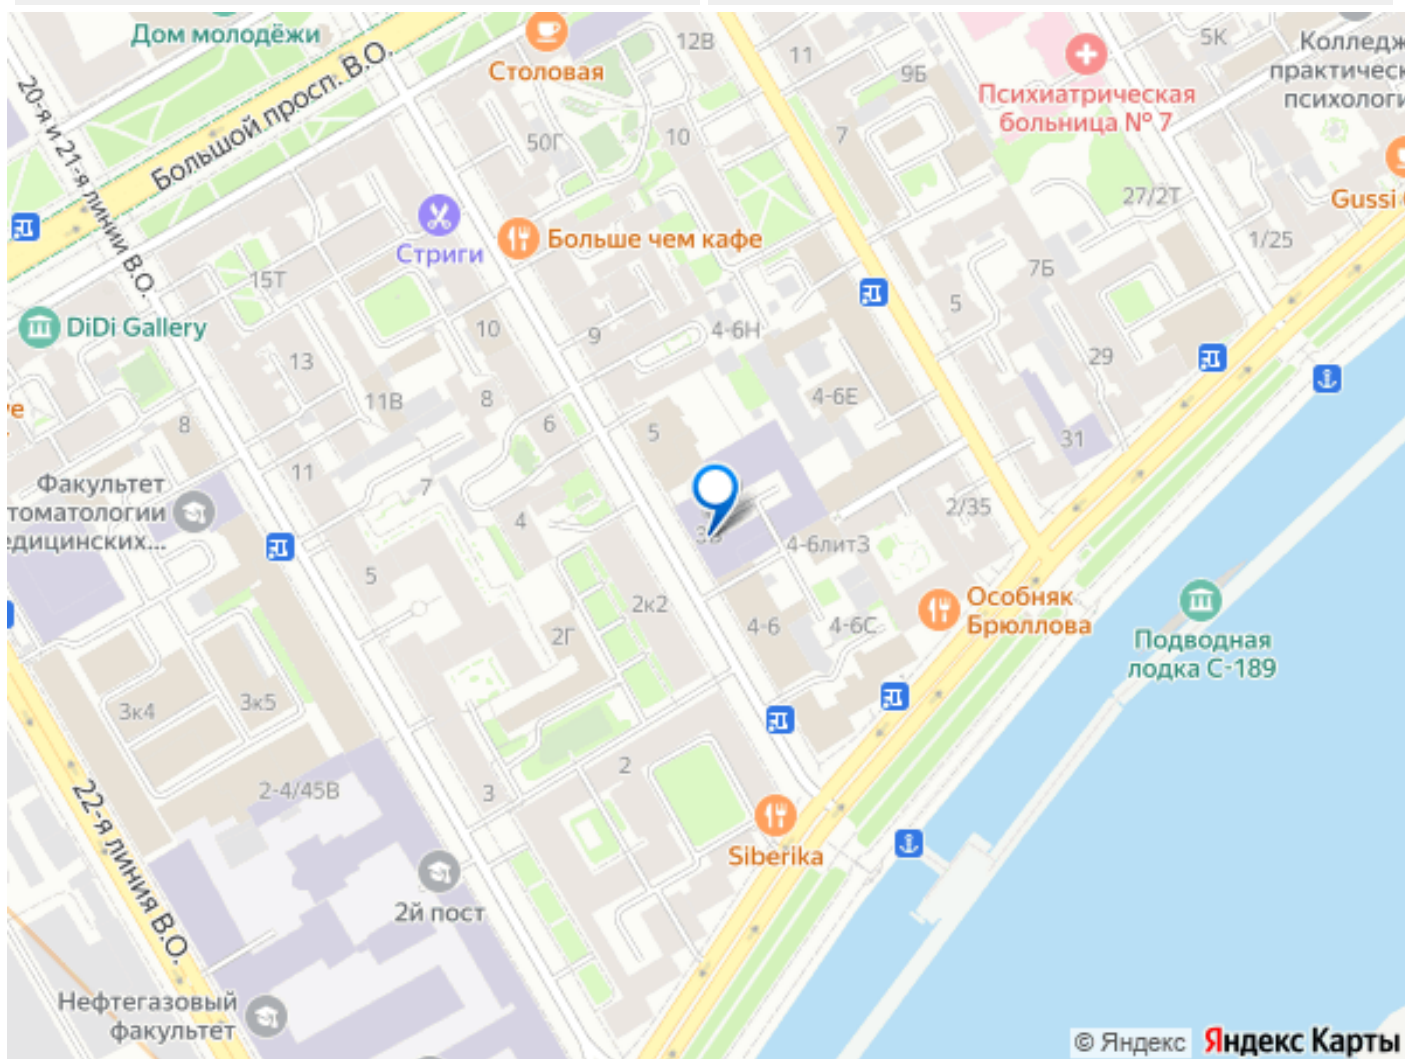 Дом молодёжи
Столовая
12В
11
9Б
5К
Колледж
практическ
психологи
Психиатрическая
больница № 7
20-я и 21-я линии В.О.
Большой просп. В.О.
50Г
10
7
27/2Т
Gussi
Стриги
Больше чем кафе
1/25
15Т
7Б
5
DiDi Gallery
10
9
4-6Н
13
29
11В
8
6
4-6Е
8
5
31
11
7
Факультет
томатологии
едицинских...
4
2/35
4-6литЗ
5
2к2
Особняк
Брюллова
4-6
4-6С
2Г
Подводная
лодка С-189
3к4
3к5
2
2-4/45В
3
22-я линия В.О.
Siberika
2й пост
Нефтегазовый
факультет
© Яндекс Яндекс Карты